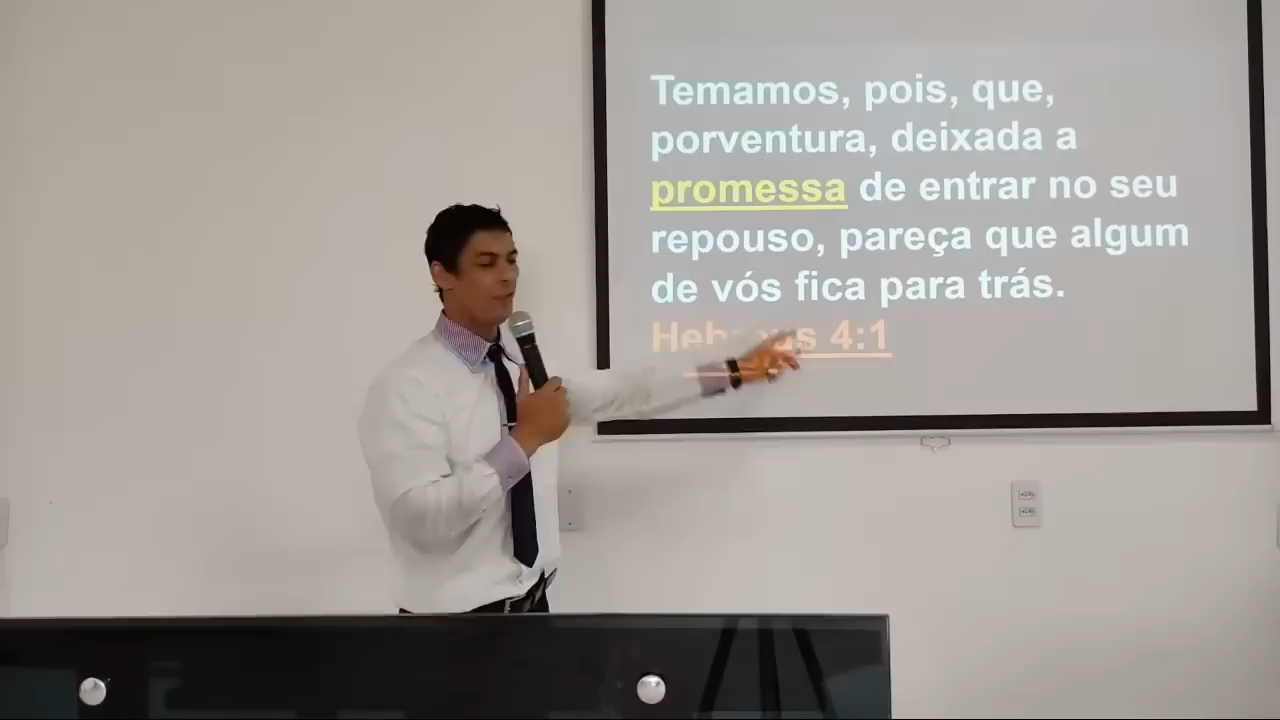 Temamos, pois, que,
porventura, deixada a
promessa de entrar no seu
repouso, pareça que algum
de vós fica para trás.
Hebreus 4:1